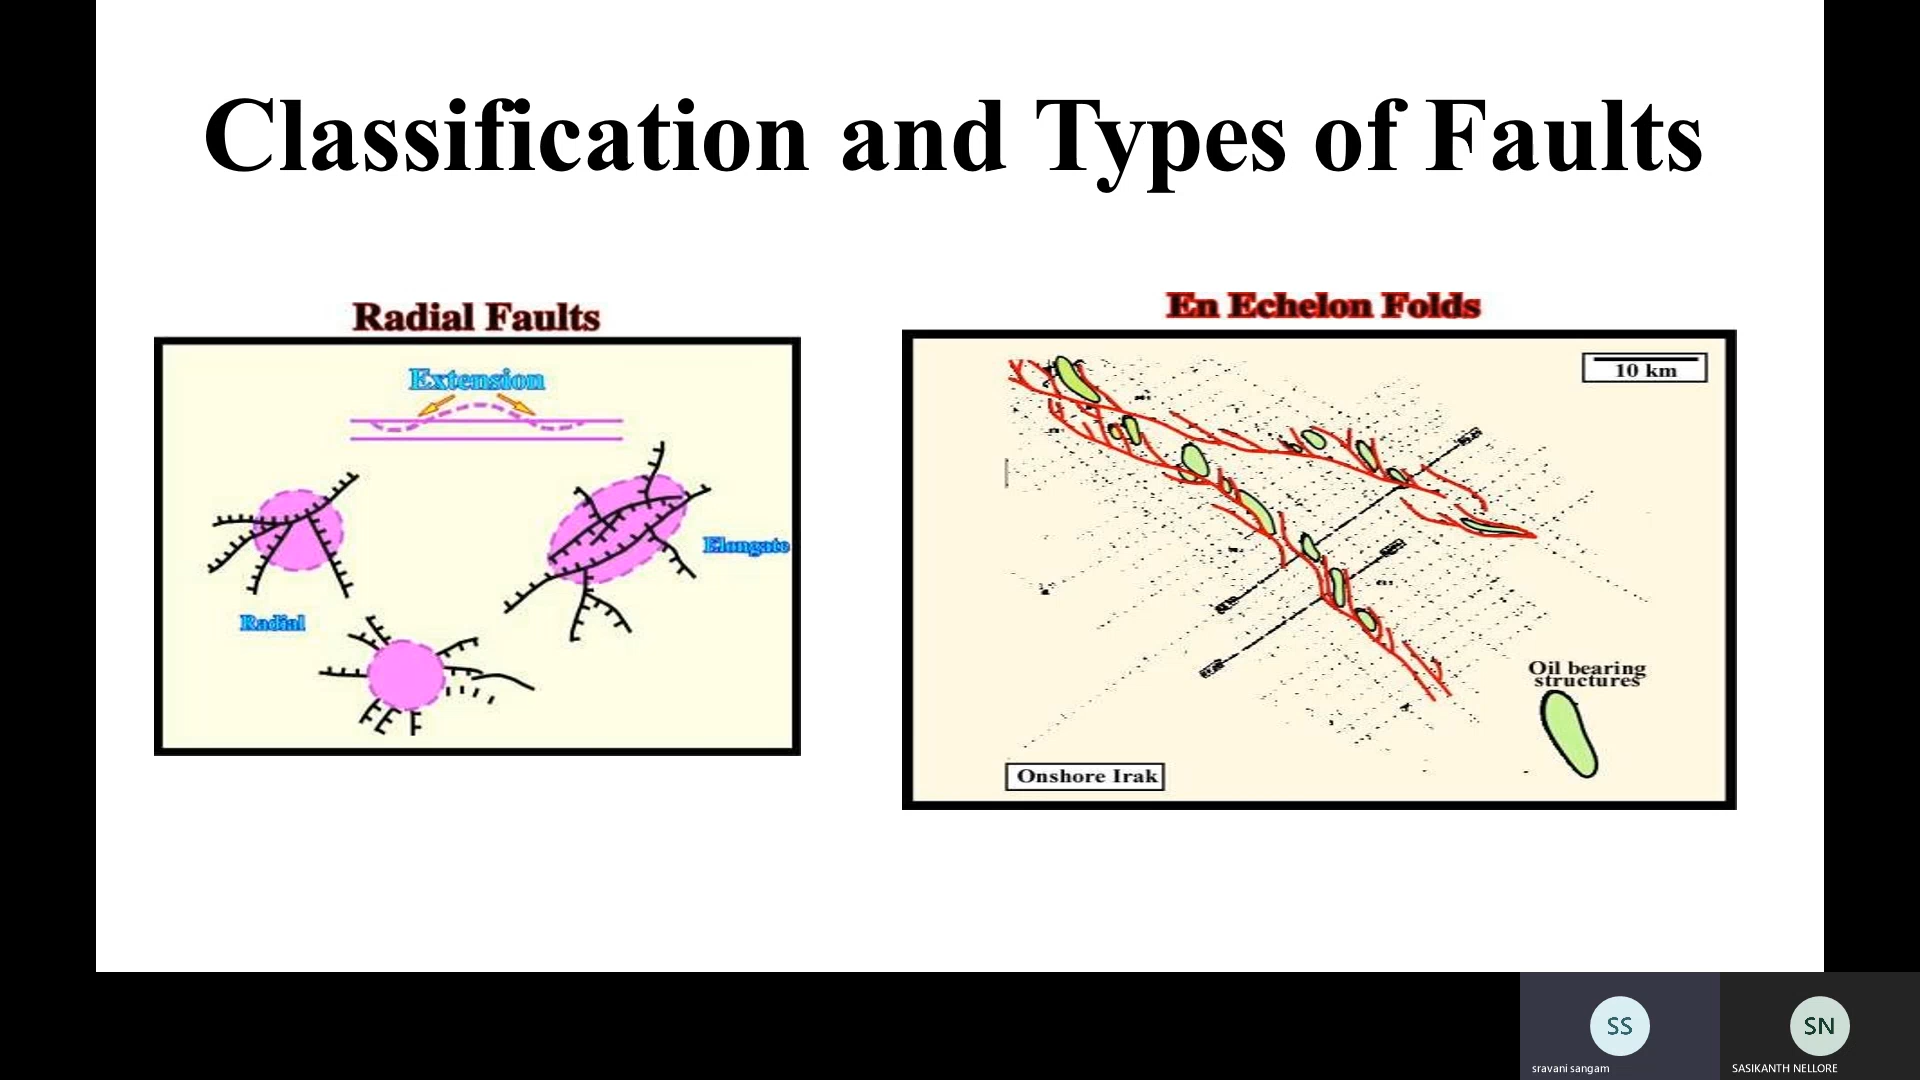 Classification and Types of Faults
Radial Faults
Extension
Elongate
Radial
En Echelon Folds
10 km
Oil bearing
structures
Onshore Irak
SS
sravani sangam
SN
SASIKANTH NELLORE